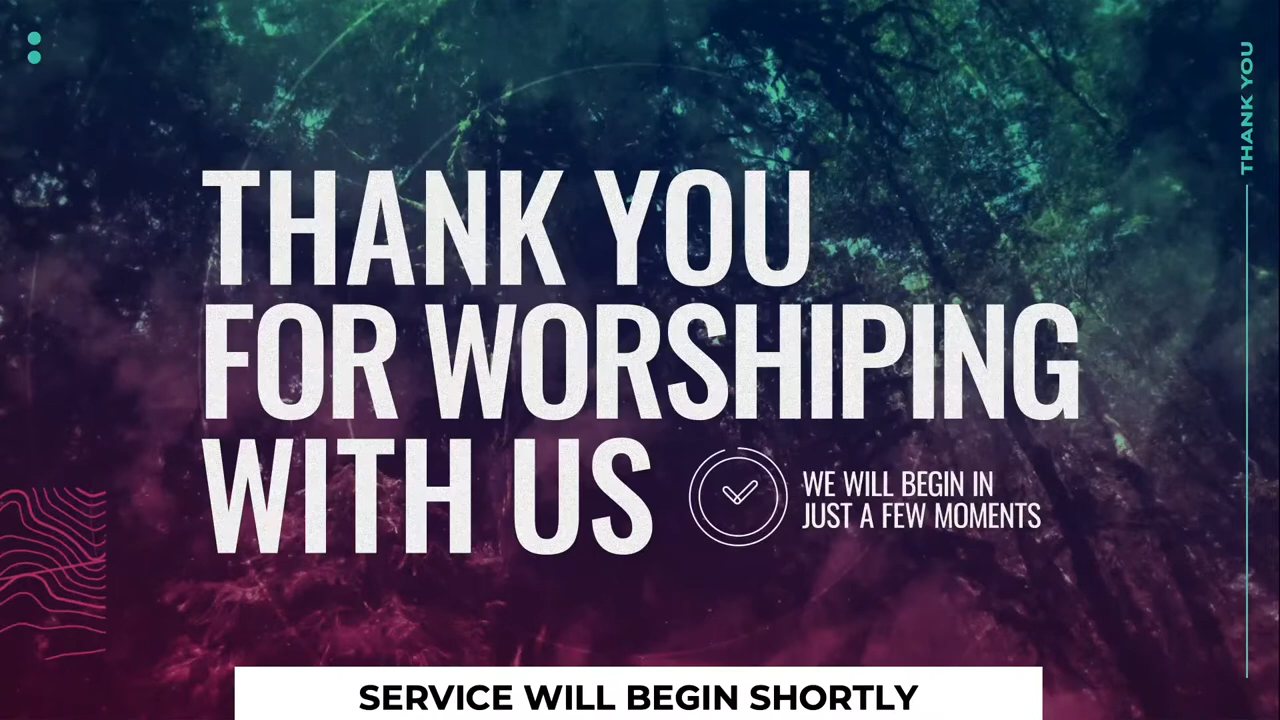 THANK YOU
THANK YOU
FOR WORSHIPING
WITH US
WE WILL BEGIN IN
JUST A FEW MOMENTS
SERVICE WILL BEGIN SHORTLY